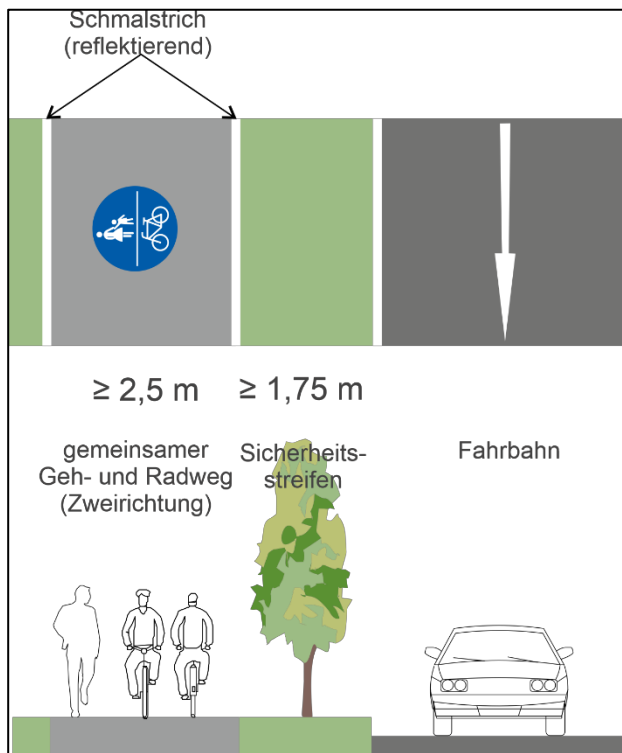 Schmalstrich
(reflektierend)
≥ 2,5 m
≥ 1,75 m
gemeinsamer
Geh- und Radweg
(Zweirichtung)
Sicherheits-
streifen
Fahrbahn